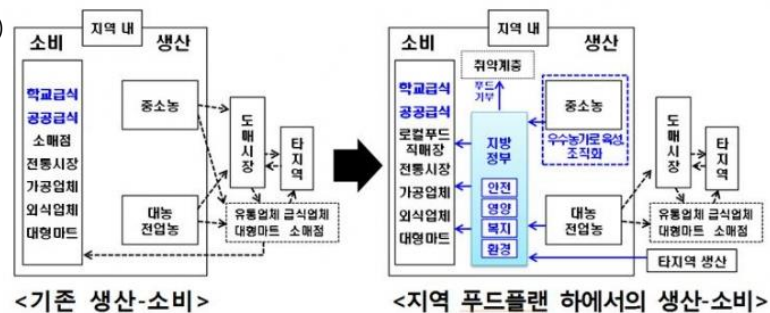 )
지역 내
소비
생산
학교급식
공공급식
소매점
전통시장
가공업체
외식업체
대형마트
중소농
대농
전업농
도매시장
타지역
유통업체 급식업체
대형마트 소매점
<기존 생산-소비>
지역 내
소비
생산
학교급식
공공급식
로컬푸드
직매장
전통시장
가공업체
외식업체
대형마트
취약계층
푸드
기부
지방
정부
안전
영양
복지
환경
중소농
우수농가로 육성,
조직화
대농
전업농
도매시장
타지역
유통업체 급식업체
대형마트 소매점
타지역 생산
<지역 푸드플랜 하에서의 생산-소비>